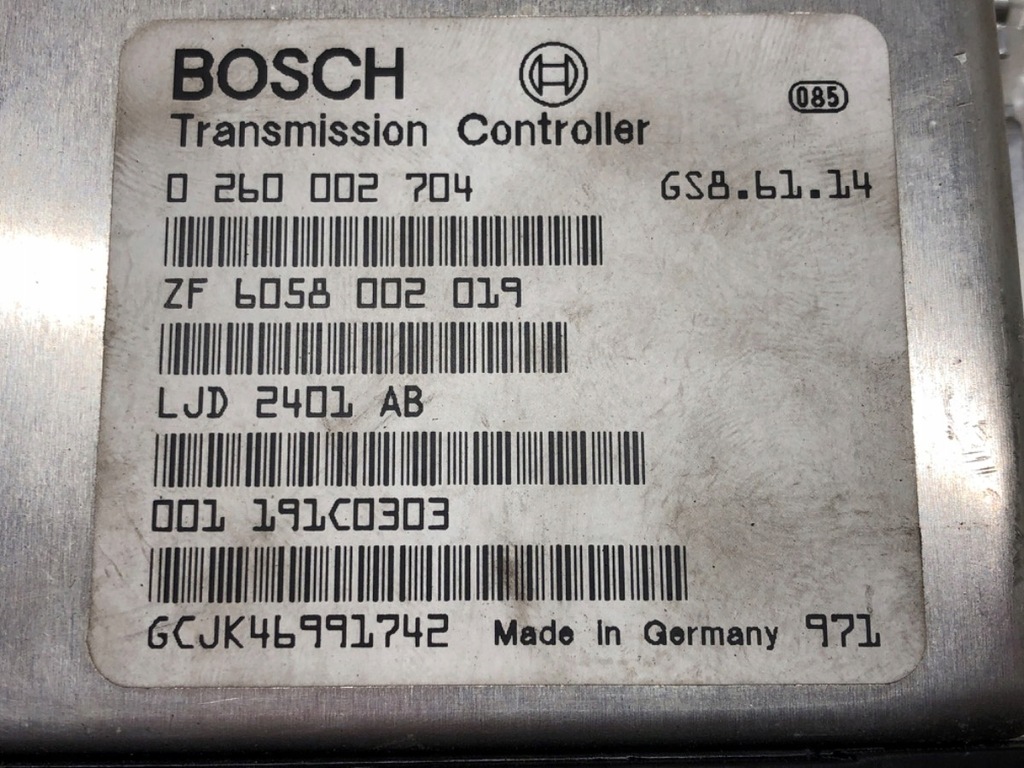 BOSCH
085
Transmission Controller
0 260 002 704 GS8.61.14
ZF 6058 002 019
LJD 2401 AB
001 191C0303
GCJK46991742 Made in Germany 971